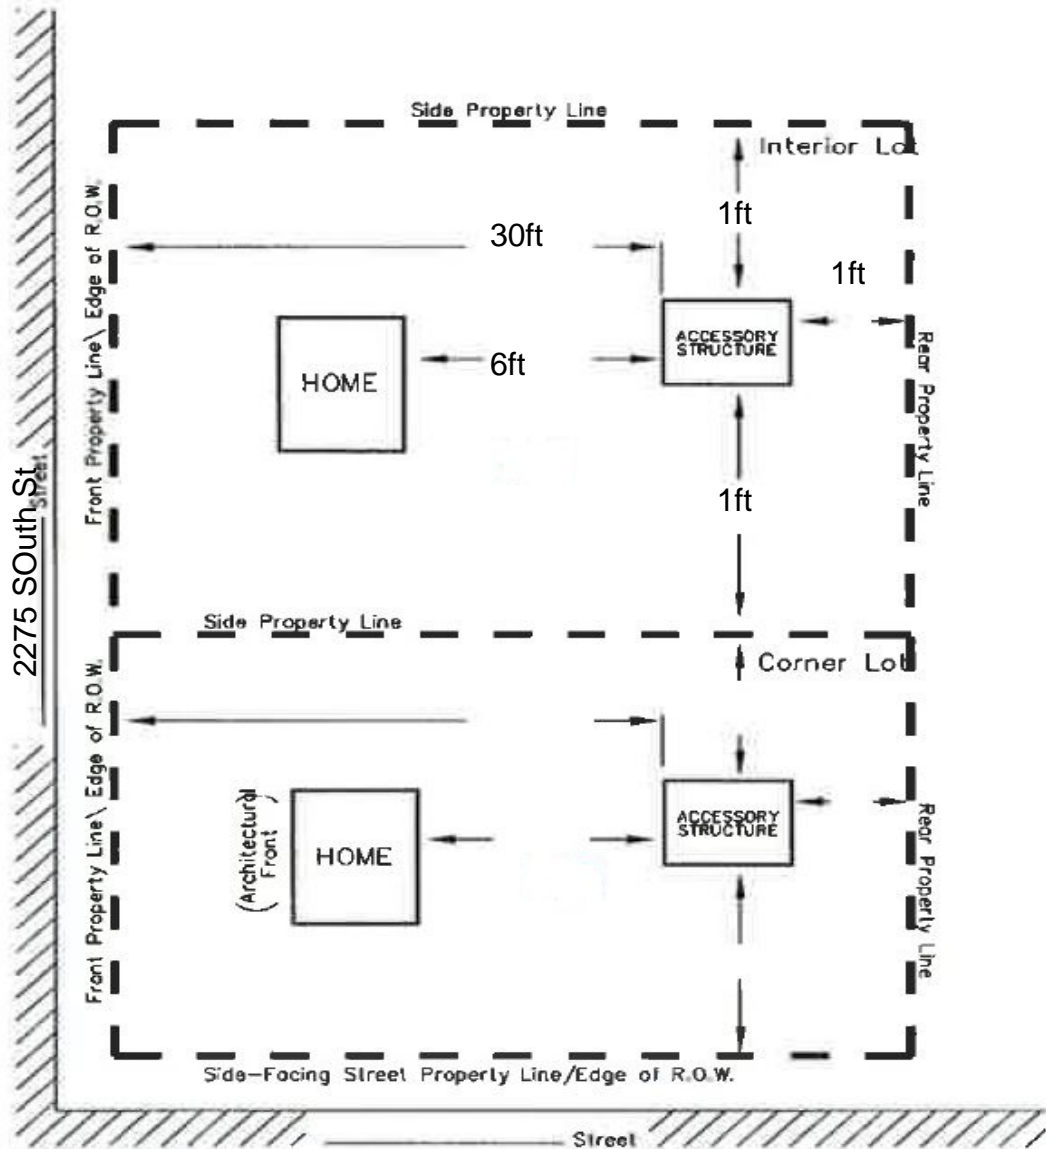 Side Property Line
Interior Lot
1ft
30ft
1ft
Front Property Line\ Edge of R.O.W.
ACCESSORY
STRUCTURE
6ft
HOME
Rear Property Line
1ft
2275 SOuth St
Street
Side Property Line
Corner Lot
Front Property Line\ Edge of R.O.W.
(Architectural
Front)
HOME
ACCESSORY
STRUCTURE
Rear Property Line
Side-Facing Street Property Line/Edge of R.O.W.
Street